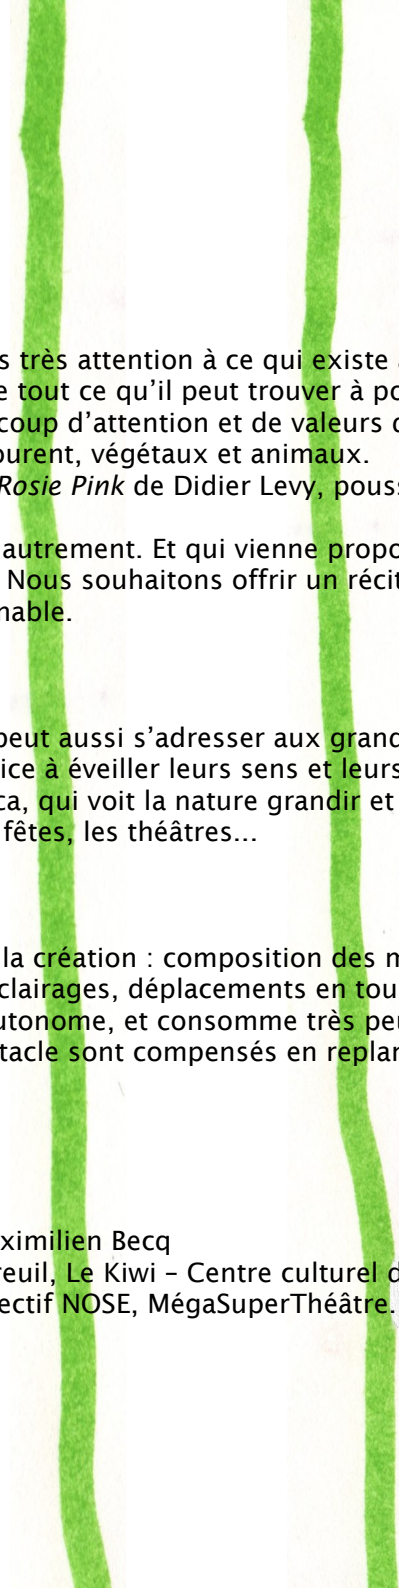 s très attention à ce qui existe a
e tout ce qu'il peut trouver à po
coup d'attention et de valeurs
ourent, végétaux et animaux.
Rosie Pink de Didier Levy, pouss
autrement. Et qui vienne propo
Nous souhaitons offrir un récit
nable.
peut aussi s'adresser aux grand
ice à éveiller leurs sens et leurs
ca, qui voit la nature grandir et
fêtes, les théâtres...
la création : composition des m
clairages, déplacements en tou
utonome, et consomme très peu
tacle sont compensés en replan
ximilien Becq
reuil, Le Kiwi – Centre culturel d
ectif NOSE, MégaSuperThéâtre.